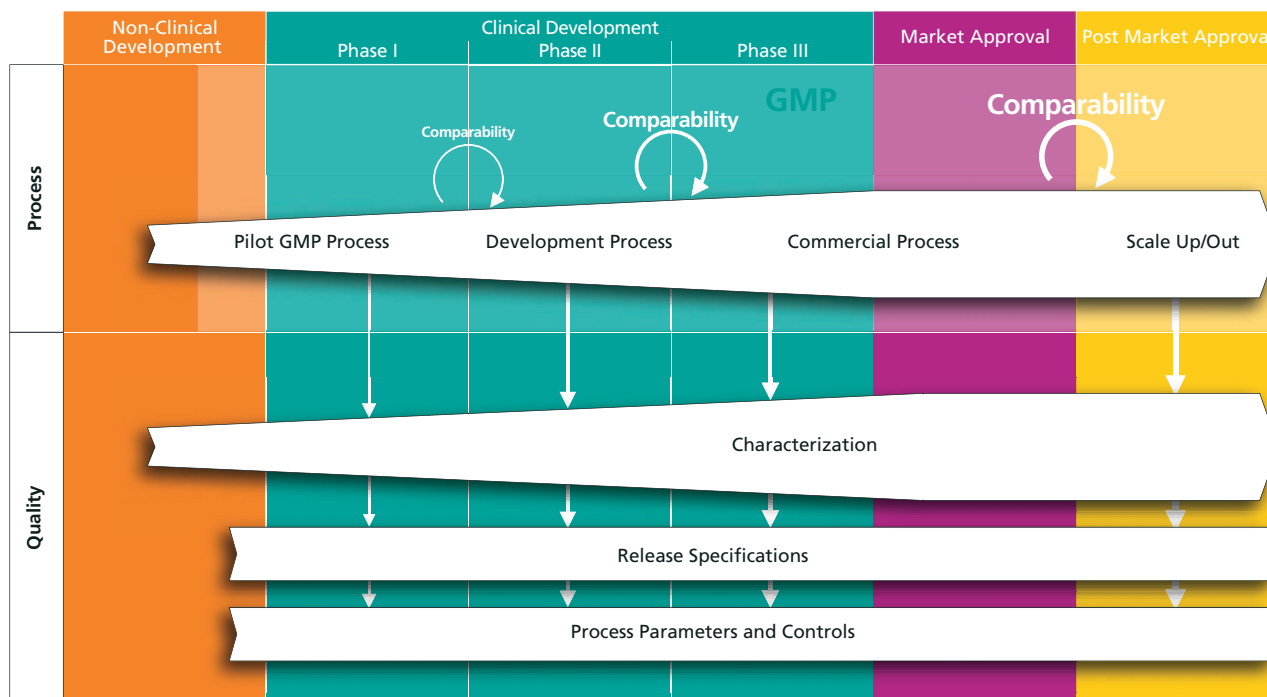 Non-Clinical
Development
Clinical Development
Phase I
Phase II
Phase III
Market Approval
Post Market Approval
Process
GMP
Comparability
Comparability
Comparability
Pilot GMP Process
Development Process
Commercial Process
Scale Up/Out
Quality
Characterization
Release Specifications
Process Parameters and Controls